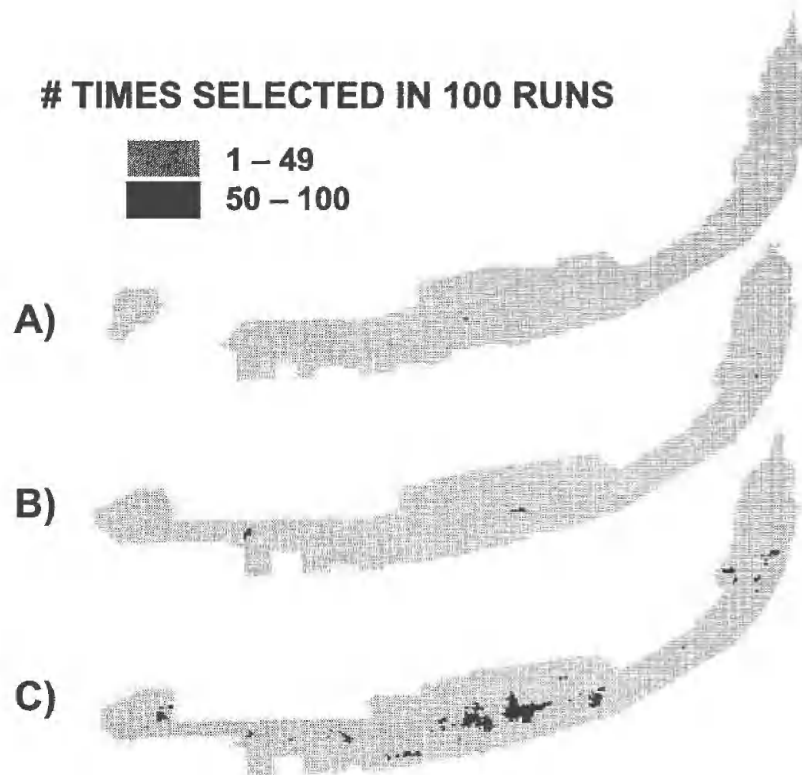 # TIMES SELECTED IN 100 RUNS
1 – 49
50 – 100
A)
B)
C)